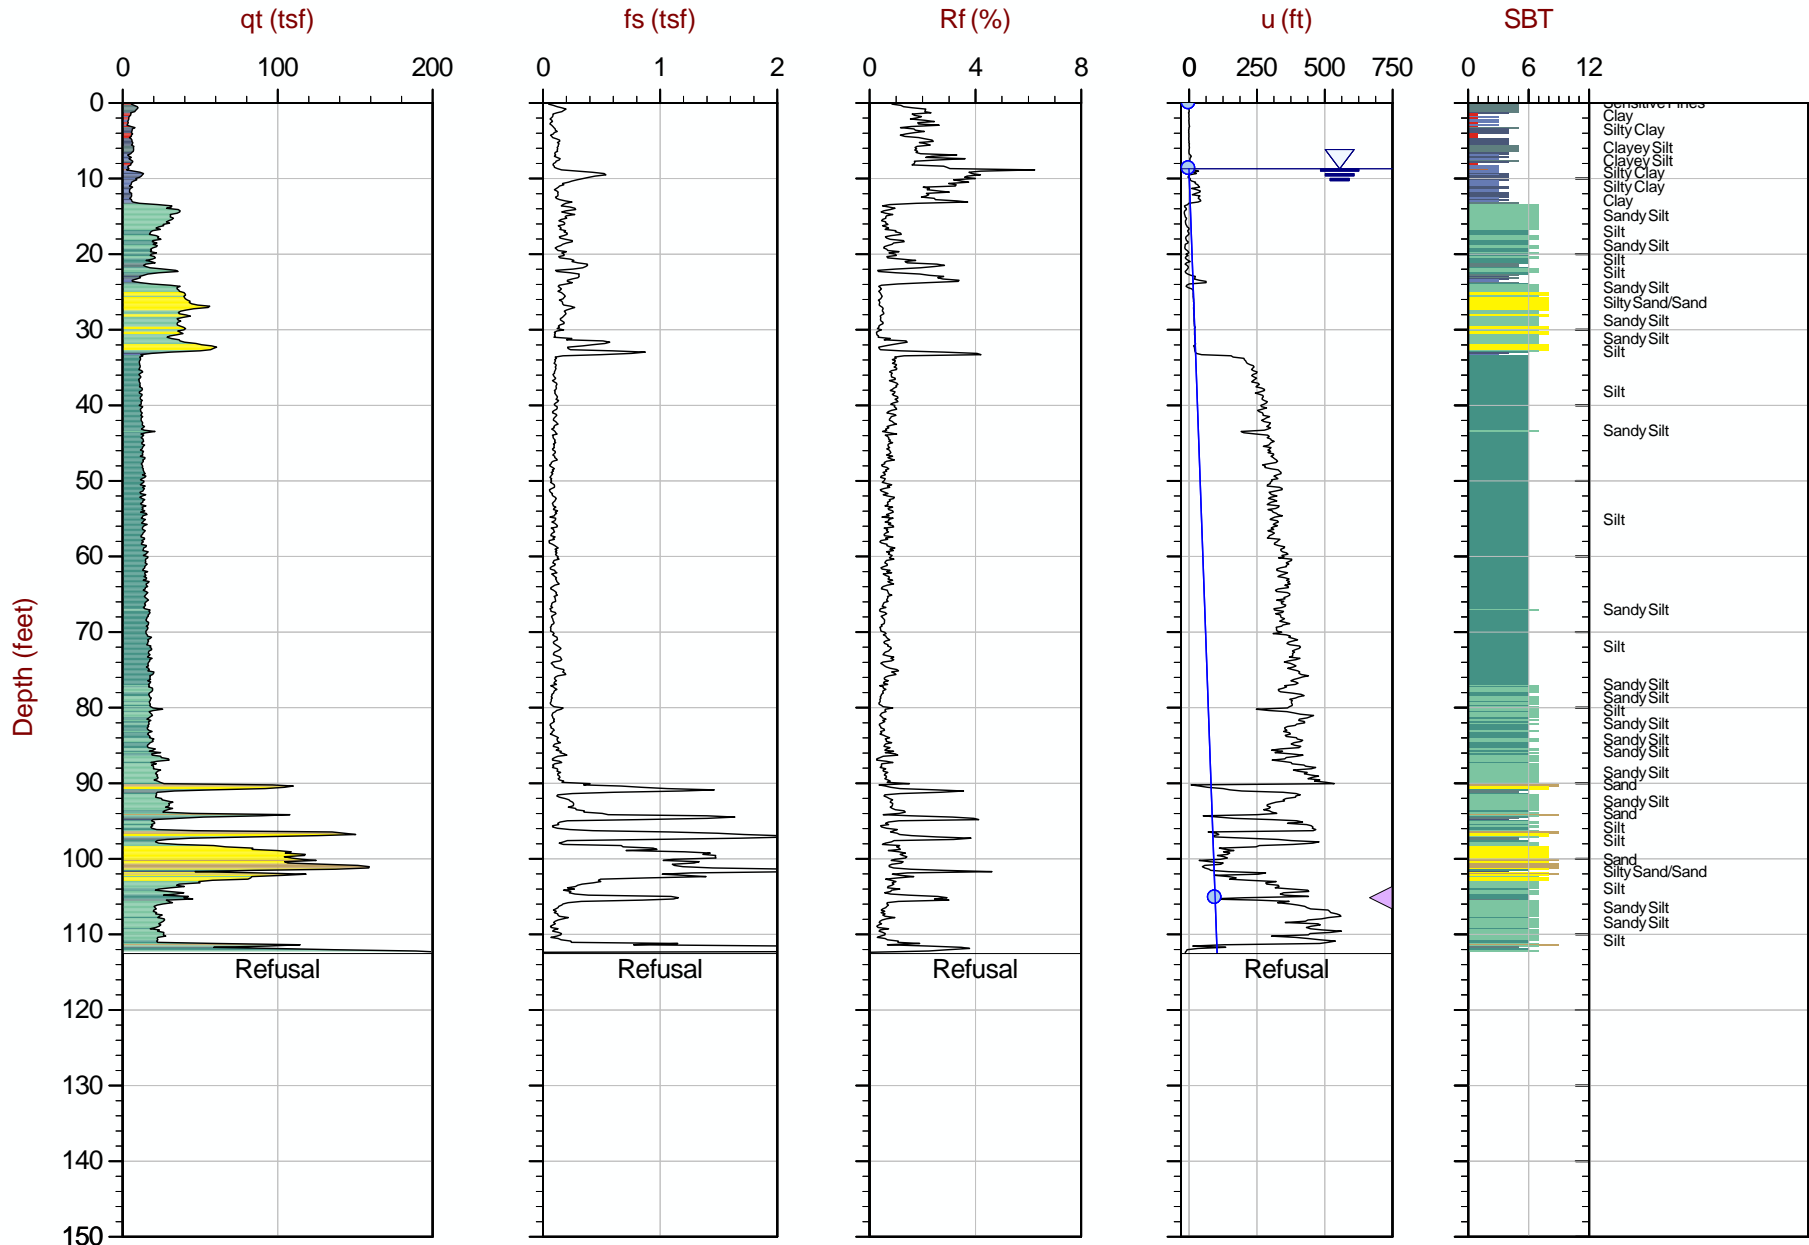 qt (tsf) fs (tsf) Rf (%) u (ft) SBT
0 100 200 0 1 2 0 4 8 0 250 500 750 0 6 12
0
Sensitive Fines
Clay
Silty Clay
Clayey Silt
Clayey Silt
Silty Clay
10
Silty Clay
Clay
Sandy Silt
Silt
Sandy Silt
20
Silt
Silt
Sandy Silt
Silty Sand/Sand
Sandy Silt
30
Sandy Silt
Silt
Silt
40
Sandy Silt
50
Silt
60
Sandy Silt
70
Silt
Sandy Silt
Sandy Silt
80
Silt
Sandy Silt
Sandy Silt
Sandy Silt
Sandy Silt
90
Sand
Sandy Silt
Sand
Silt
Silt
100
Sand
Silty Sand/Sand
Silt
Sandy Silt
Sandy Silt
110
Silt
Refusal Refusal Refusal Refusal
120
130
140
150
Depth (feet)